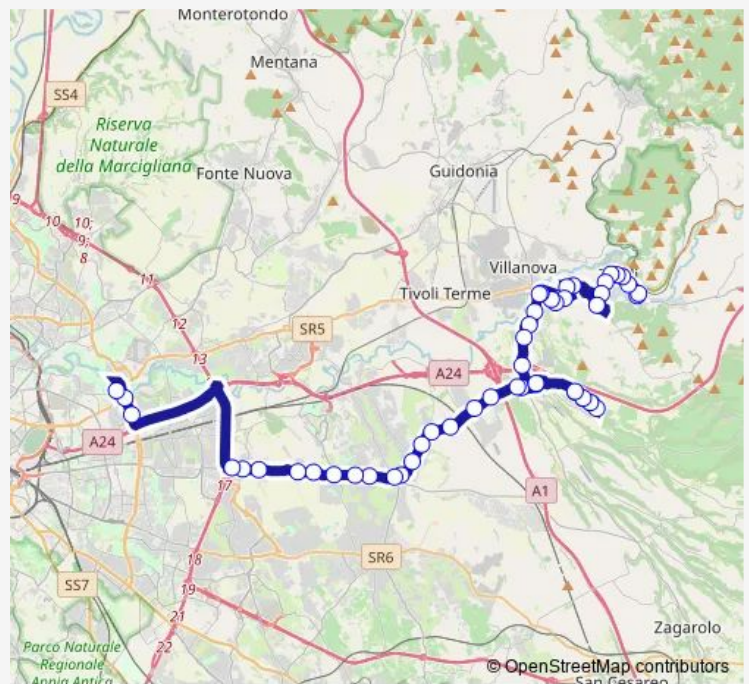 Monterotondo
Mentana
SS4
Riserva
Naturale
della Marcigliana
Fonte Nuova
Guidonia
9
10
10;
9;
8
11
Villanova
Tivoli Terme
12
SR5
13
A24
A24
17
A1
18
SR6
SS7
19
21
22
Zagarolo
Parco Naturale
Regionale
Appia Antica
San Cesareo
© OpenStreetMap contributors